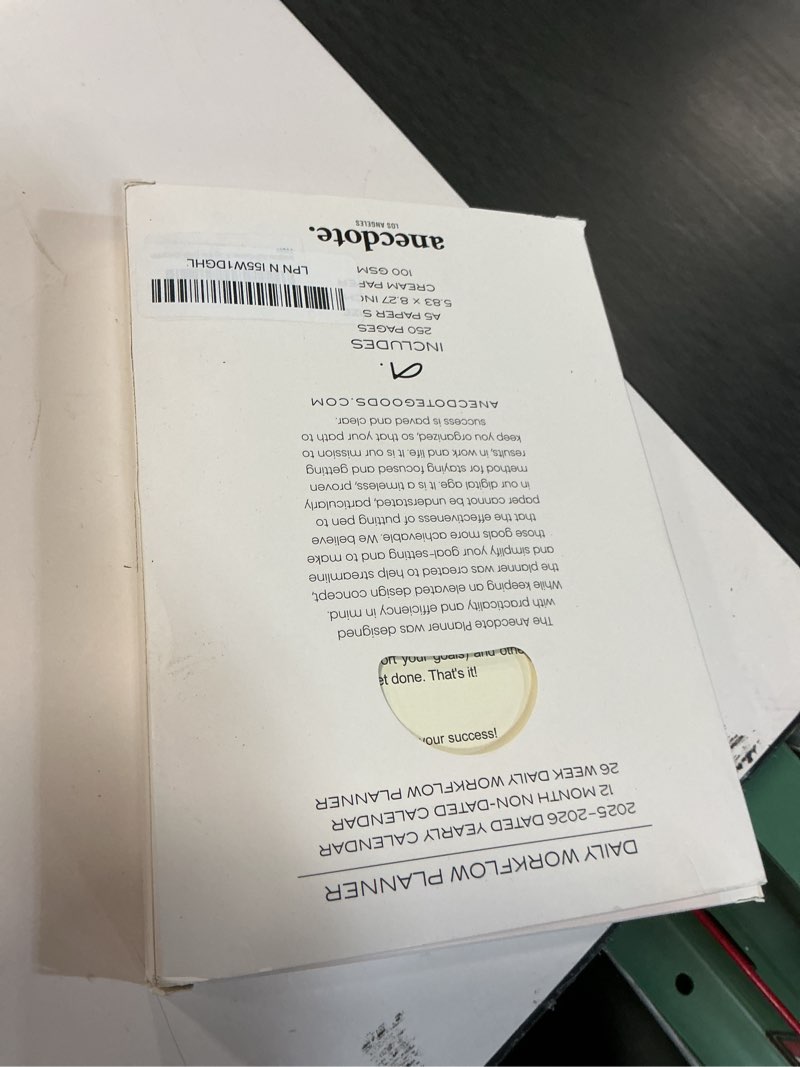 DAILY WORKFLOW PLANNER
2025-2026 DATED YEARLY CALENDAR
12 MONTH NON-DATED CALENDAR
26 WEEK DAILY WORKFLOW PLANNER
your success!
et done. That's it!
ort your goals) and othe
The Anecdote Planner was designed
with practicality and efficiency in mind.
While keeping an elevated design concept,
the planner was created to help streamline
and simplify your goal-setting and to make
those goals more achievable. We believe
that the effectiveness of putting pen to
paper cannot be understated, particularly
in our digital age. It is a timeless, proven
method for staying focused and getting
results, in work and life. It is our mission to
keep you organized, so that your path to
success is paved and clear.
ANECDOTEGOODS.COM
a.
INCLUDES
250 PAGES
A5 PAPER S
5.83 x 8.27 INC
CREAM PAPE
100 GSM
LPN N I55W1DGHL
anecdote.
LOS ANGELES